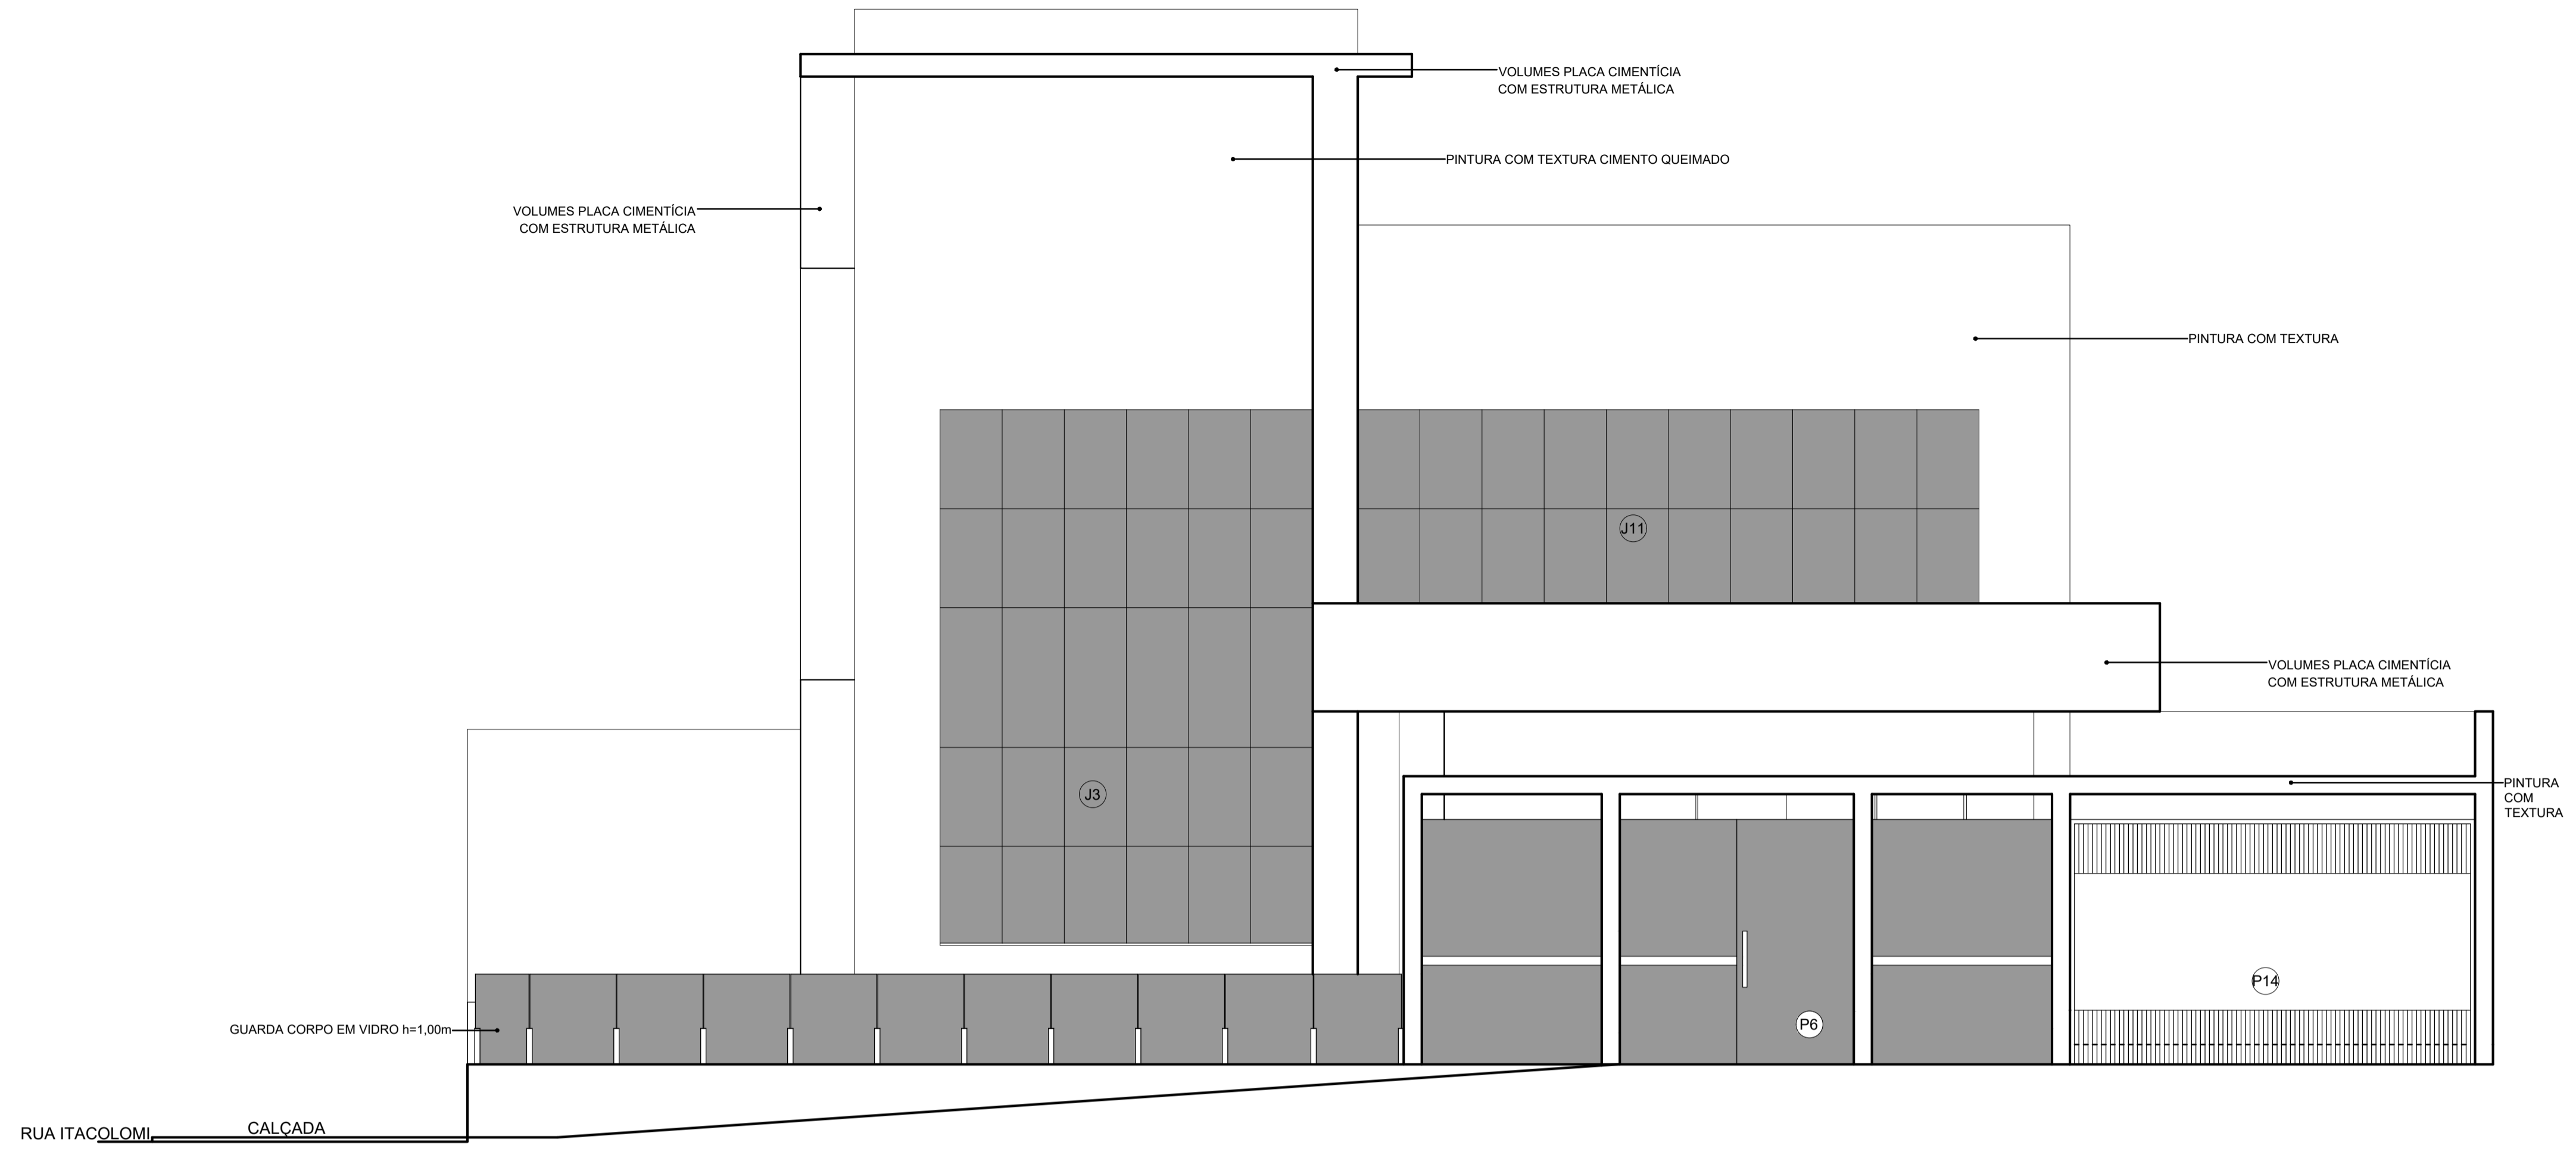 VOLUMES PLACA CIMENTÍCIA
COM ESTRUTURA METÁLICA
PINTURA COM TEXTURA CIMENTO QUEIMADO
VOLUMES PLACA CIMENTÍCIA
COM ESTRUTURA METÁLICA
PINTURA COM TEXTURA
J11
VOLUMES PLACA CIMENTÍCIA
COM ESTRUTURA METÁLICA
J3
PINTURA
COM
TEXTURA
P14
P6
GUARDA CORPO EM VIDRO h=1,00m
CALÇADA
RUA ITACOLOMI